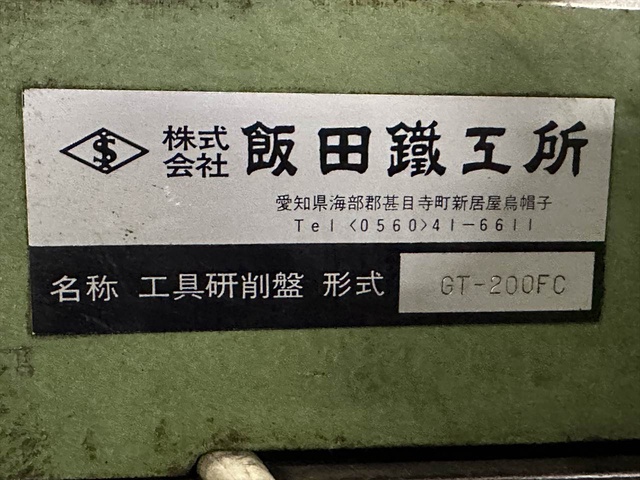 株式会社 飯田鐵工所
愛知県海部郡甚目寺町新居屋烏帽子
Tel <0560>41-6611
名称 工具研削盤 形式 GT-200FC